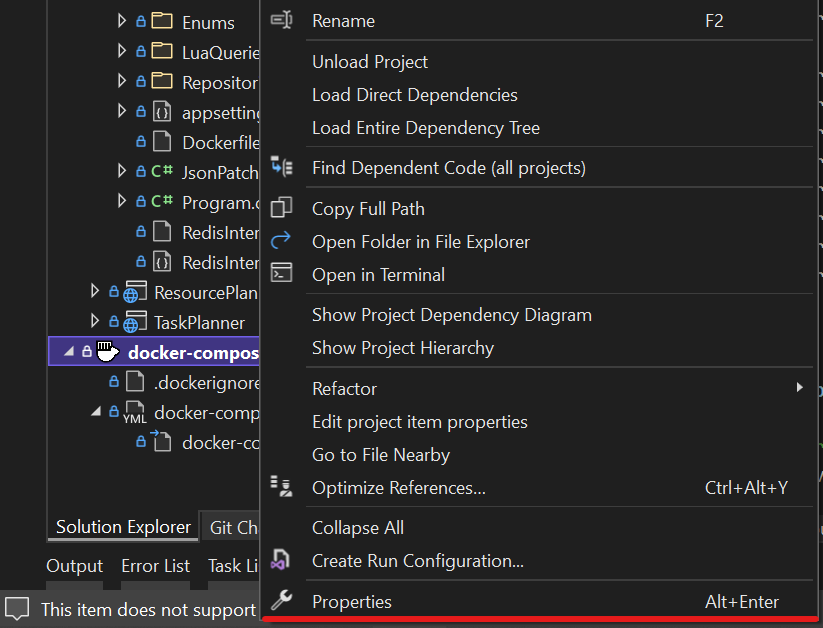 Enums
LuaQuerie
Repositor
appsetting
Dockerfile
C# JsonPatch
C# Program.c
RedisInter
RedisInter
ResourcePlan
TaskPlanner
docker-compos
.dockerignore
YML docker-comp
docker-co
Solution Explorer
Git Ch
Output
Error List
Task Li
This item does not support
Rename F2
Unload Project
Load Direct Dependencies
Load Entire Dependency Tree
Find Dependent Code (all projects)
Copy Full Path
Open Folder in File Explorer
Open in Terminal
Show Project Dependency Diagram
Show Project Hierarchy
Refactor
Edit project item properties
Go to File Nearby
Optimize References... Ctrl+Alt+Y
Collapse All
Create Run Configuration...
Properties Alt+Enter